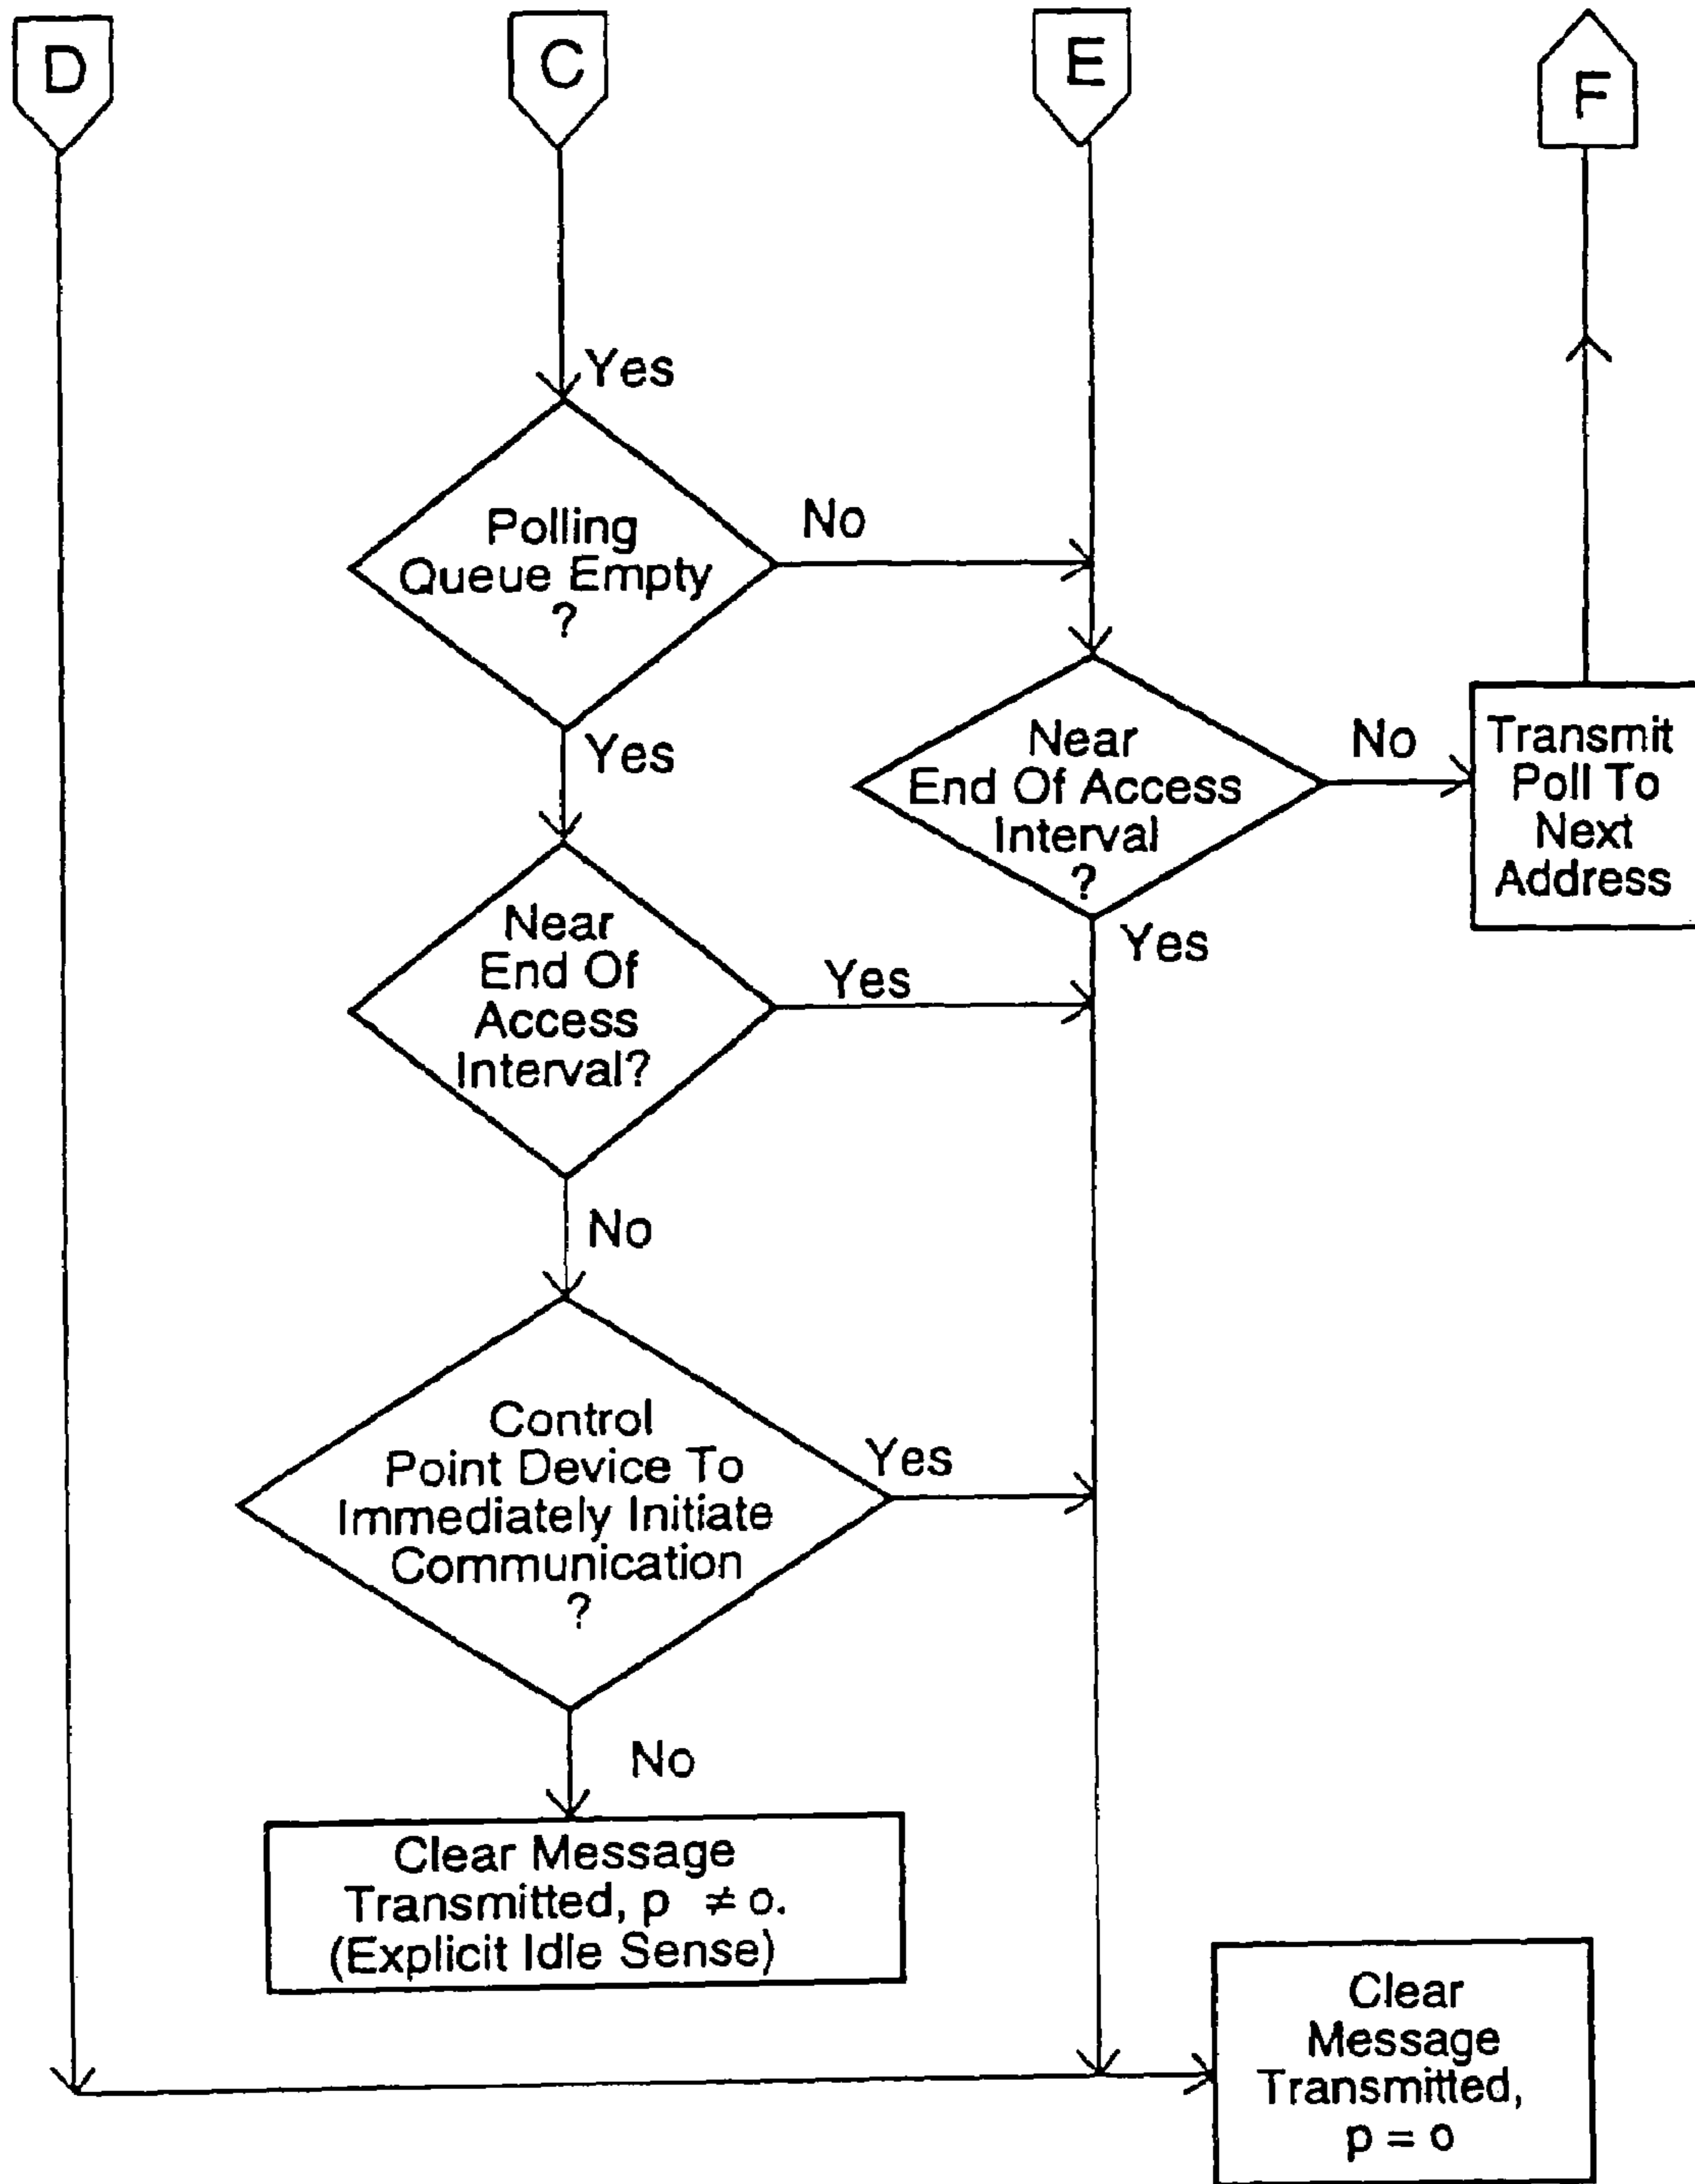 D
C
E
F
Yes
Polling
Queue Empty
?
No
Yes
Near
End Of Access
Interval
?
No
Transmit
Poll To
Next
Address
Yes
Near
End Of
Access
Interval?
Yes
No
Control
Point Device To
Immediately Initiate
Communication
?
Yes
No
Clear Message
Transmitted, p ≠ o.
(Explicit Idle Sense)
Clear
Message
Transmitted,
p = o